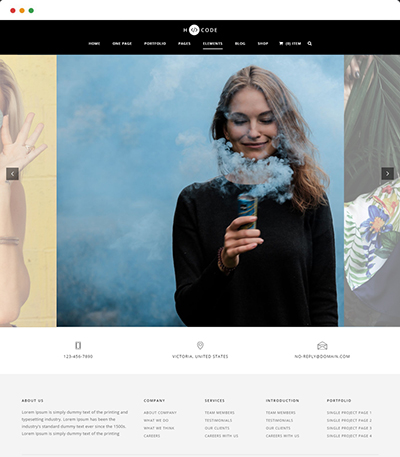 H CODE
HOME ONE PAGE PORTFOLIO PAGES ELEMENTS BLOG SHOP (0) ITEM
123-456-7890 VICTORIA, UNITED STATES NO-REPLY@DOMAIN.COM
ABOUT US COMPANY SERVICES INTRODUCTION PORTFOLIO
Lorem Ipsum is simply dummy text of the printing and
typesetting industry. Lorem Ipsum has been the
industry's standard dummy text ever since the 1500s,
Lorem Ipsum is simply dummy text.
ABOUT COMPANY
WHAT WE DO
WHAT WE THINK
CAREERS
TEAM MEMBERS
TESTIMONIALS
OUR CLIENTS
CAREERS WITH US
TEAM MEMBERS
TESTIMONIALS
OUR CLIENTS
CAREERS WITH US
SINGLE PROJECT PAGE 1
SINGLE PROJECT PAGE 2
SINGLE PROJECT PAGE 3
SINGLE PROJECT PAGE 4